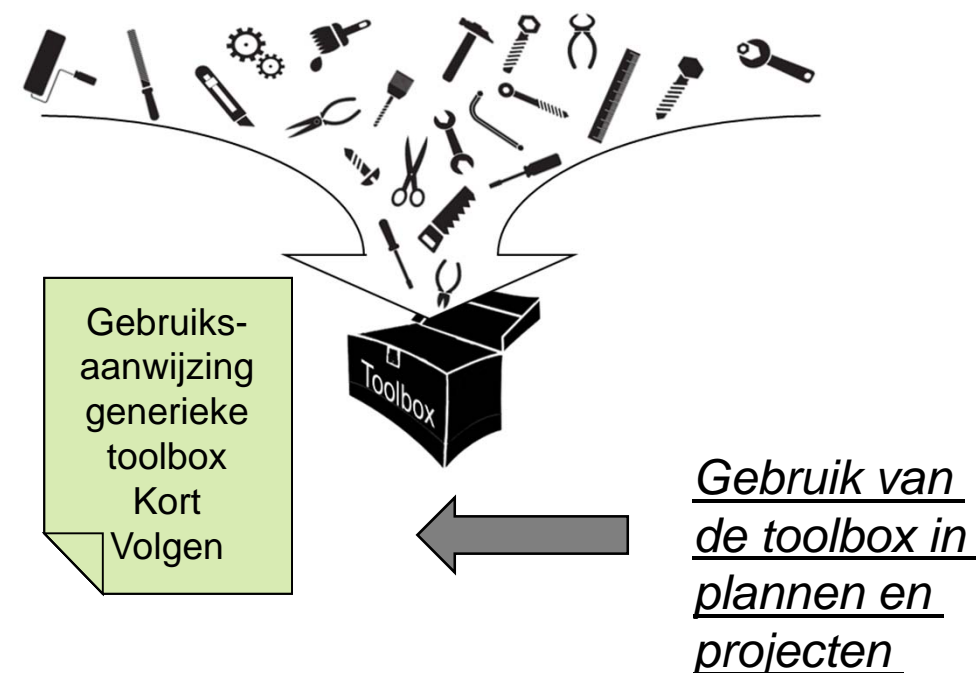 Toolbox
Gebruiks-
aanwijzing
generieke
toolbox
Kort
Volgen
Gebruik van
de toolbox in
plannen en
projecten